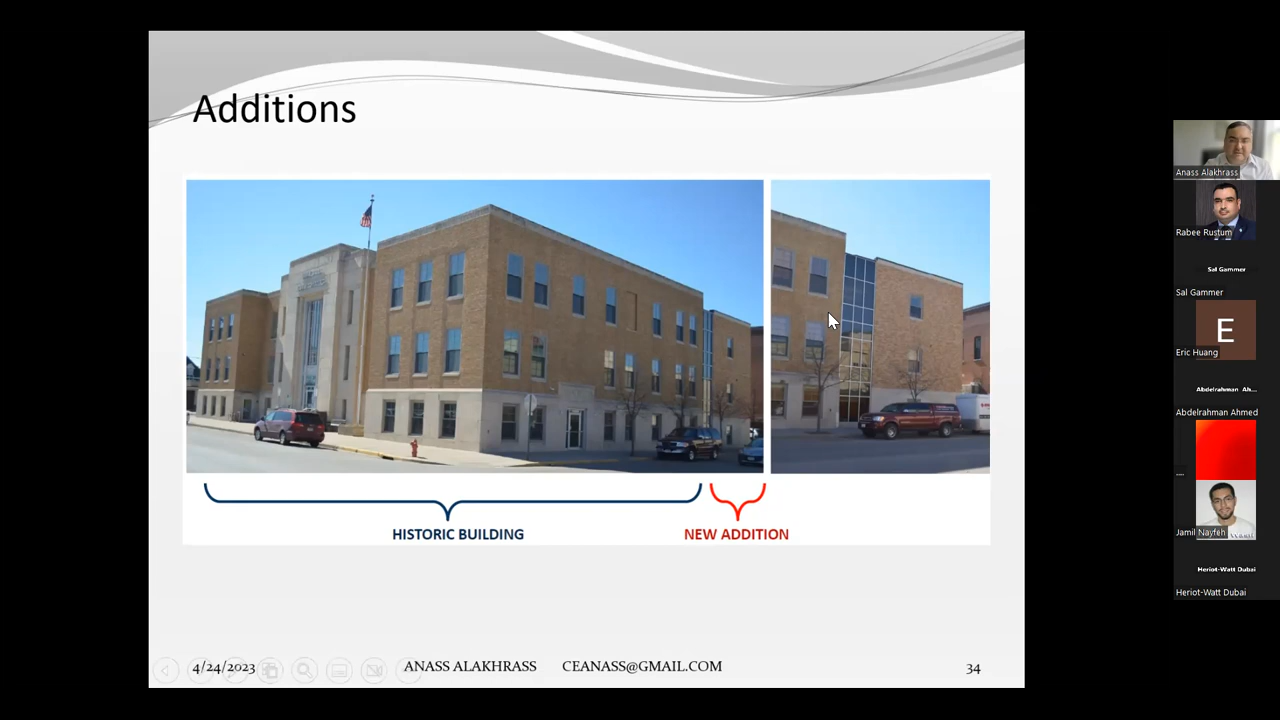 Additions
HISTORIC BUILDING
NEW ADDITION
4/24/2023
ANASS ALAKHRASS
CEANASS@GMAIL.COM
34
Anass Alakhrass
Rabee Rustum
Sal Gammer
Sal Gammer
E
Eric Huang
Abdelrahman Ah...
Abdelrahman Ahmed
....
Jamil Nayfeh
Heriot-Watt Dubai
Heriot-Watt Dubai